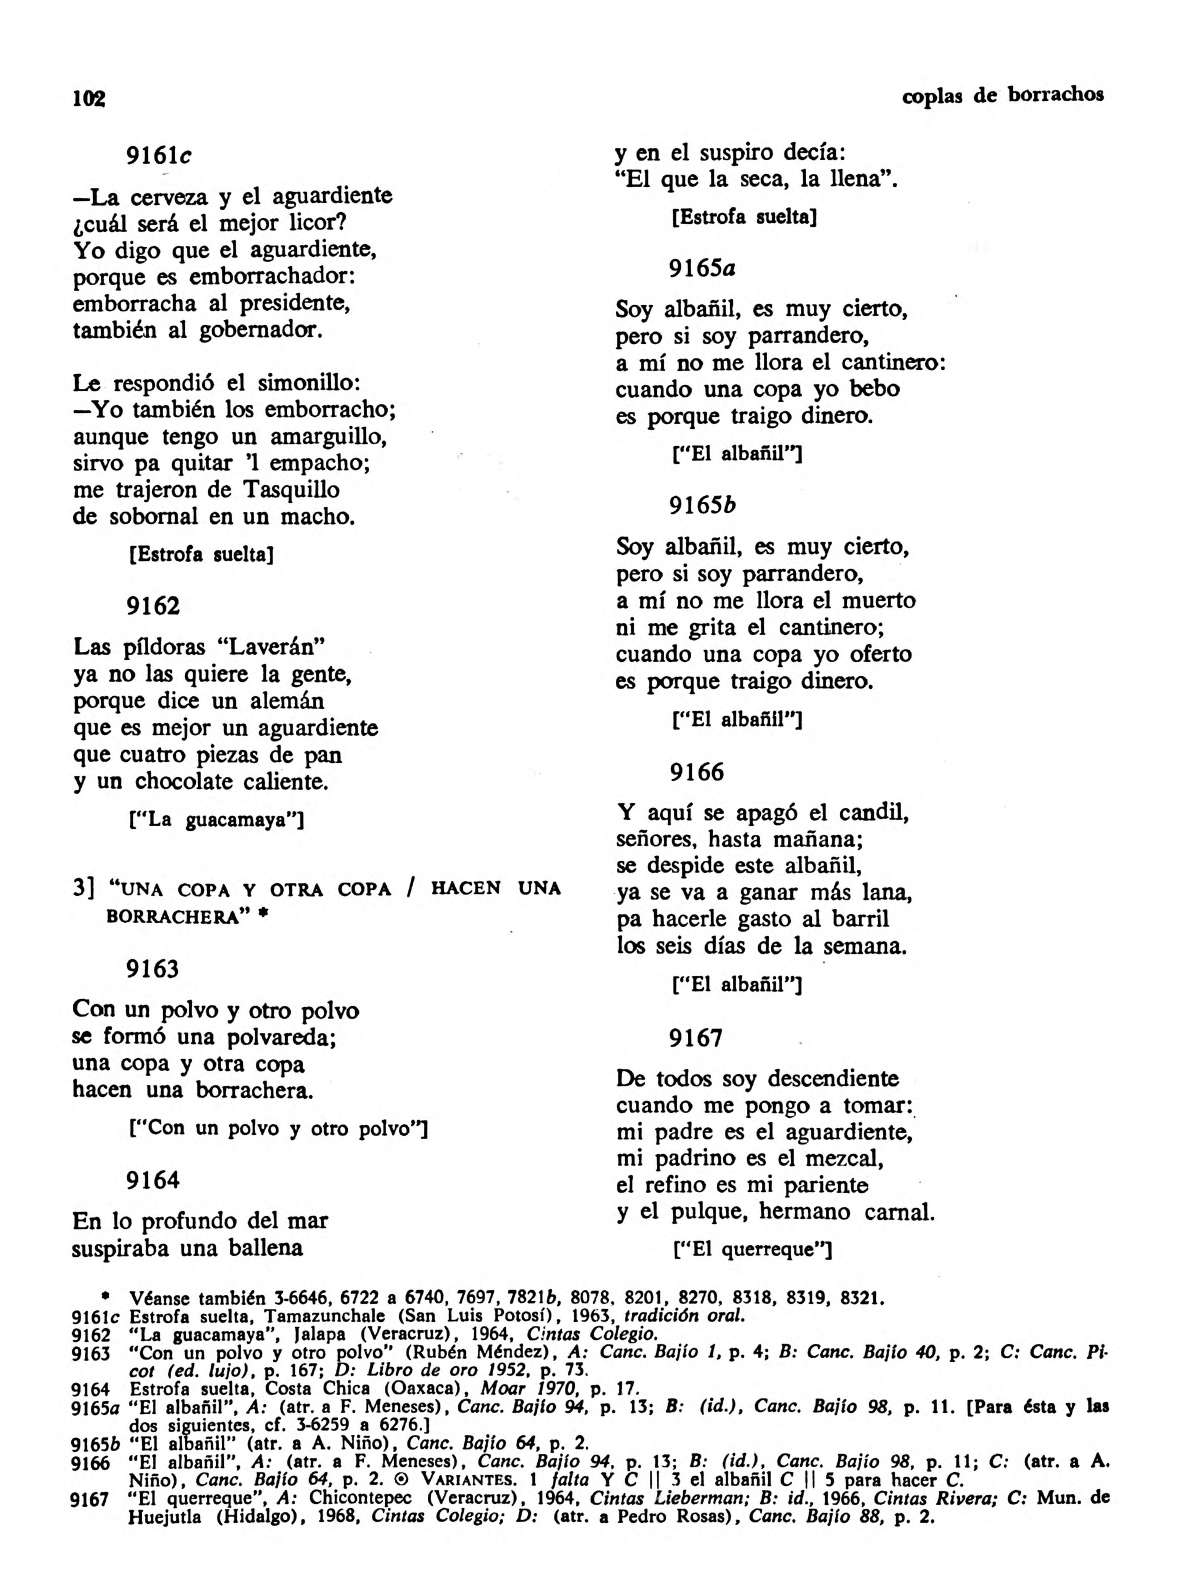 102
coplas de borrachos
9161c
—La cerveza y el aguardiente
¿cuál será el mejor licor?
Yo digo que el aguardiente,
porque es emborrachador:
emborracha al presidente,
también al gobernador.
Le respondió el simonillo:
—Yo también los emborracho;
aunque tengo un amarguillo,
sirvo pa quitar ’l empacho;
me trajeron de Tasquillo
de sobornal en un macho.
[Estrofa suelta]
9162
Las píldoras “Laverán”
ya no las quiere la gente,
porque dice un alemán
que es mejor un aguardiente
que cuatro piezas de pan
y un chocolate caliente.
["La guacamaya"]
3] “UNA COPA Y OTRA COPA / HACEN UNA
BORRACHERA” *
9163
Con un polvo y otro polvo
se formó una polvareda;
una copa y otra copa
hacen una borrachera.
["Con un polvo y otro polvo"]
9164
En lo profundo del mar
suspiraba una ballena
y en el suspiro decía:
“El que la seca, la llena”.
[Estrofa suelta]
9165a
Soy albañil, es muy cierto,
pero si soy parrandero,
a mí no me llora el cantinero:
cuando una copa yo bebo
es porque traigo dinero.
["El albañil"]
9165b
Soy albañil, es muy cierto,
pero si soy parrandero,
a mí no me llora el muerto
ni me grita el cantinero;
cuando una copa yo oferto
es porque traigo dinero.
["El albañil"]
9166
Y aquí se apagó el candil,
señores, hasta mañana;
se despide este albañil,
ya se va a ganar más lana,
pa hacerle gasto al barril
los seis días de la semana.
["El albañil"]
9167
De todos soy descendiente
cuando me pongo a tomar:
mi padre es el aguardiente,
mi padrino es el mezcal,
el refino es mi pariente
y el pulque, hermano carnal.
["El querreque"]
* Véanse también 3-6646, 6722 a 6740, 7697, 7821b, 8078, 8201, 8270, 8318, 8319, 8321.
9161c Estrofa suelta, Tamazunchale (San Luis Potosí), 1963, tradición oral.
9162 "La guacamaya", Jalapa (Veracruz), 1964, Cintas Colegio.
9163 "Con un polvo y otro polvo" (Rubén Méndez), A: Canc. Bajío 1, p. 4; B: Canc. Bajío 40, p. 2; C: Canc. Pi-
cot (ed. lujo), p. 167; D: Libro de oro 1952, p. 73.
9164 Estrofa suelta, Costa Chica (Oaxaca), Moar 1970, p. 17.
9165a "El albañil", A: (atr. a F. Meneses), Canc. Bajío 94, p. 13; B: (id.), Canc. Bajío 98, p. 11. [Para ésta y las
dos siguientes, cf. 3-6259 a 6276.]
9165b "El albañil" (atr. a A. Niño), Canc. Bajío 64, p. 2.
9166 "El albañil", A: (atr. a F. Meneses), Canc. Bajío 94, p. 13; B: (id.), Canc. Bajío 98, p. 11; C: (atr. a A.
Niño), Canc. Bajío 64, p. 2. ⊙ VARIANTES. 1 falta Y C || 3 el albañil C || 5 para hacer C.
9167 "El querreque", A: Chicontepec (Veracruz), 1964, Cintas Lieberman; B: id., 1966, Cintas Rivera; C: Mun. de
Huejutla (Hidalgo), 1968, Cintas Colegio; D: (atr. a Pedro Rosas), Canc. Bajío 88, p. 2.